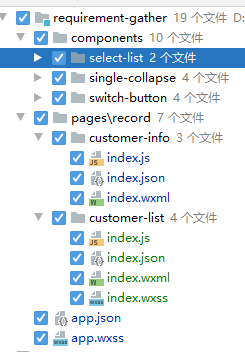 requirement-gather 19 个文件 D:
components 10 个文件
select-list 2 个文件
single-collapse 4 个文件
switch-button 4 个文件
pages\record 7 个文件
customer-info 3 个文件
index.js
index.json
index.wxml
customer-list 4 个文件
index.js
index.json
index.wxml
index.wxss
app.json
app.wxss